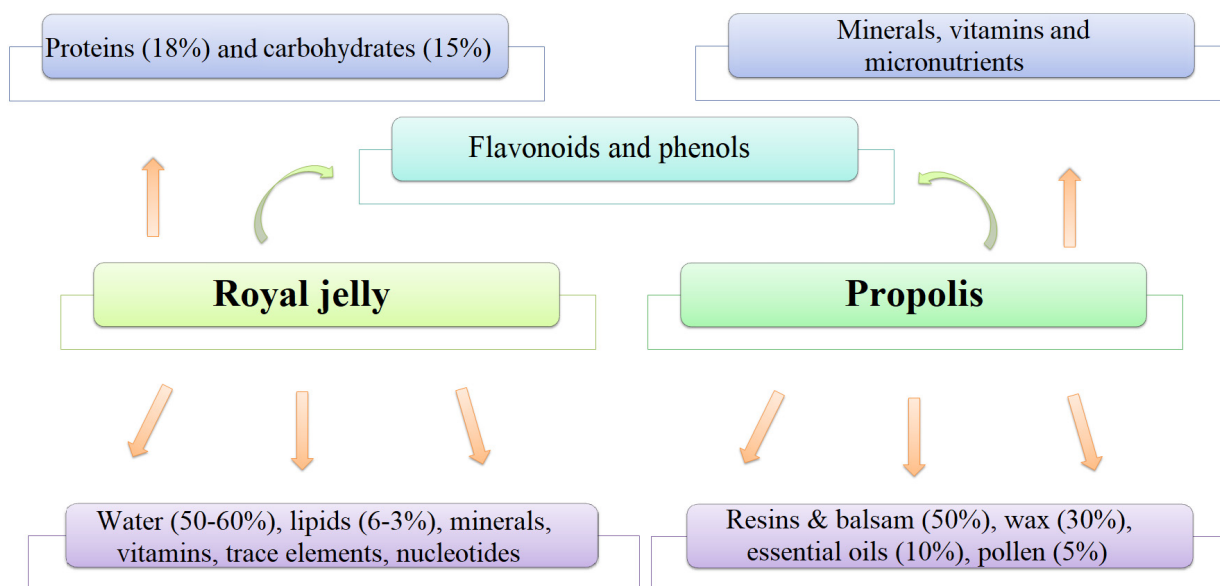 Proteins (18%) and carbohydrates (15%)
Minerals, vitamins and
micronutrients
Flavonoids and phenols
Royal jelly
Propolis
Water (50-60%), lipids (6-3%), minerals,
vitamins, trace elements, nucleotides
Resins & balsam (50%), wax (30%),
essential oils (10%), pollen (5%)